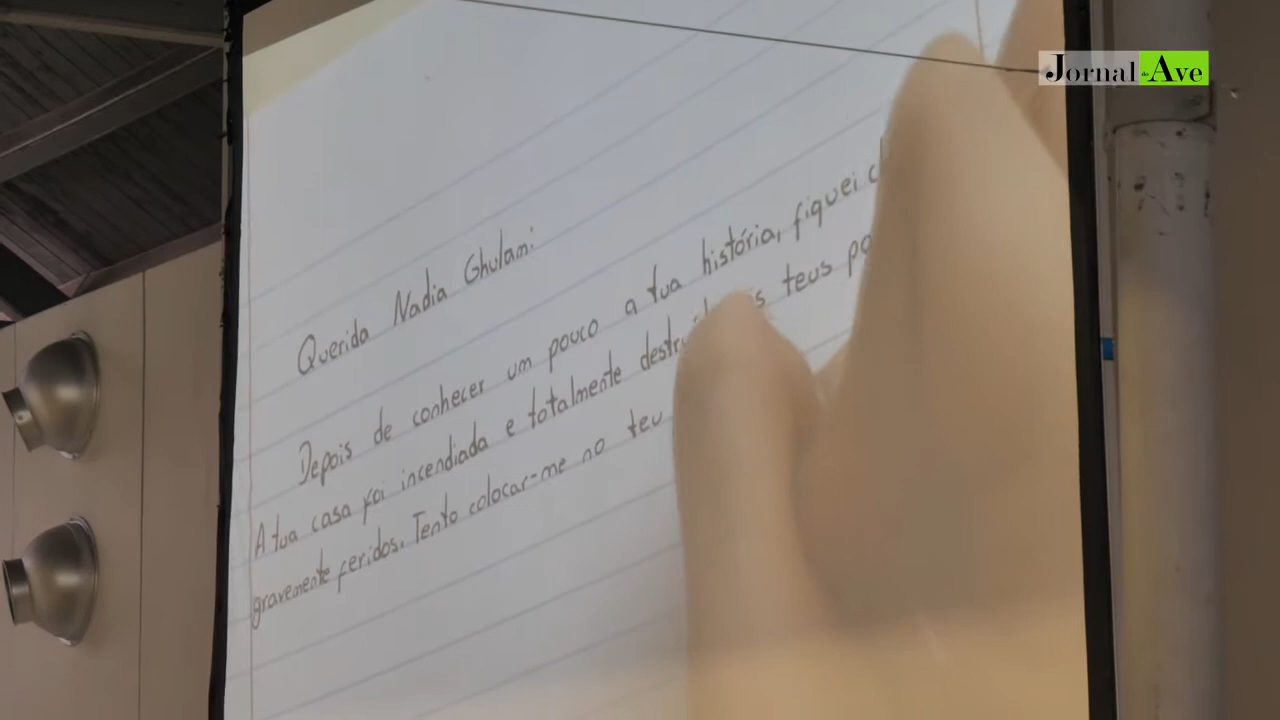 Jornal do Ave
Querida Nadia Ghulam:
Depois de conhecer um pouco a tua história, fiquei
A tua casa foi incendiada e totalmente teus
gravemente feridos. Tento colocar-me no teu